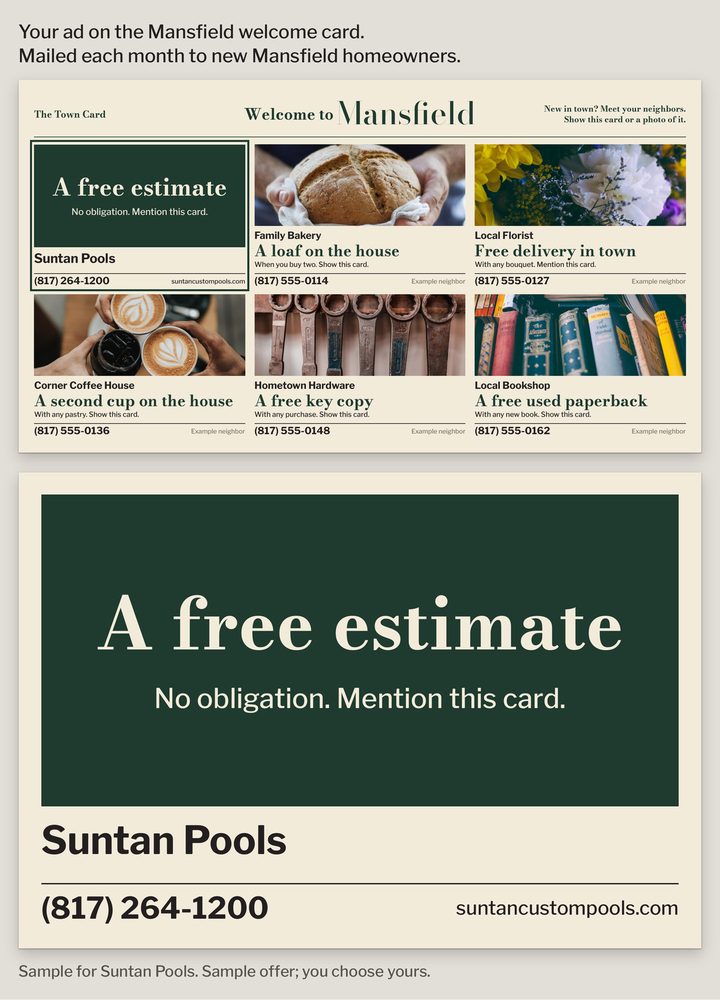 Your ad on the Mansfield welcome card.
Mailed each month to new Mansfield homeowners.
The Town Card
Welcome to Mansfield
New in town? Meet your neighbors.
Show this card or a photo of it.
A free estimate
No obligation. Mention this card.
Suntan Pools
(817) 264-1200
suntancustompools.com
Family Bakery
A loaf on the house
When you buy two. Show this card.
(817) 555-0114
Example neighbor
Local Florist
Free delivery in town
With any bouquet. Mention this card.
(817) 555-0127
Example neighbor
Corner Coffee House
A second cup on the house
With any pastry. Show this card.
(817) 555-0136
Example neighbor
Hometown Hardware
A free key copy
With any purchase. Show this card.
(817) 555-0148
Example neighbor
Local Bookshop
A free used paperback
With any new book. Show this card.
(817) 555-0162
Example neighbor
A free estimate
No obligation. Mention this card.
Suntan Pools
(817) 264-1200
suntancustompools.com
Sample for Suntan Pools. Sample offer; you choose yours.